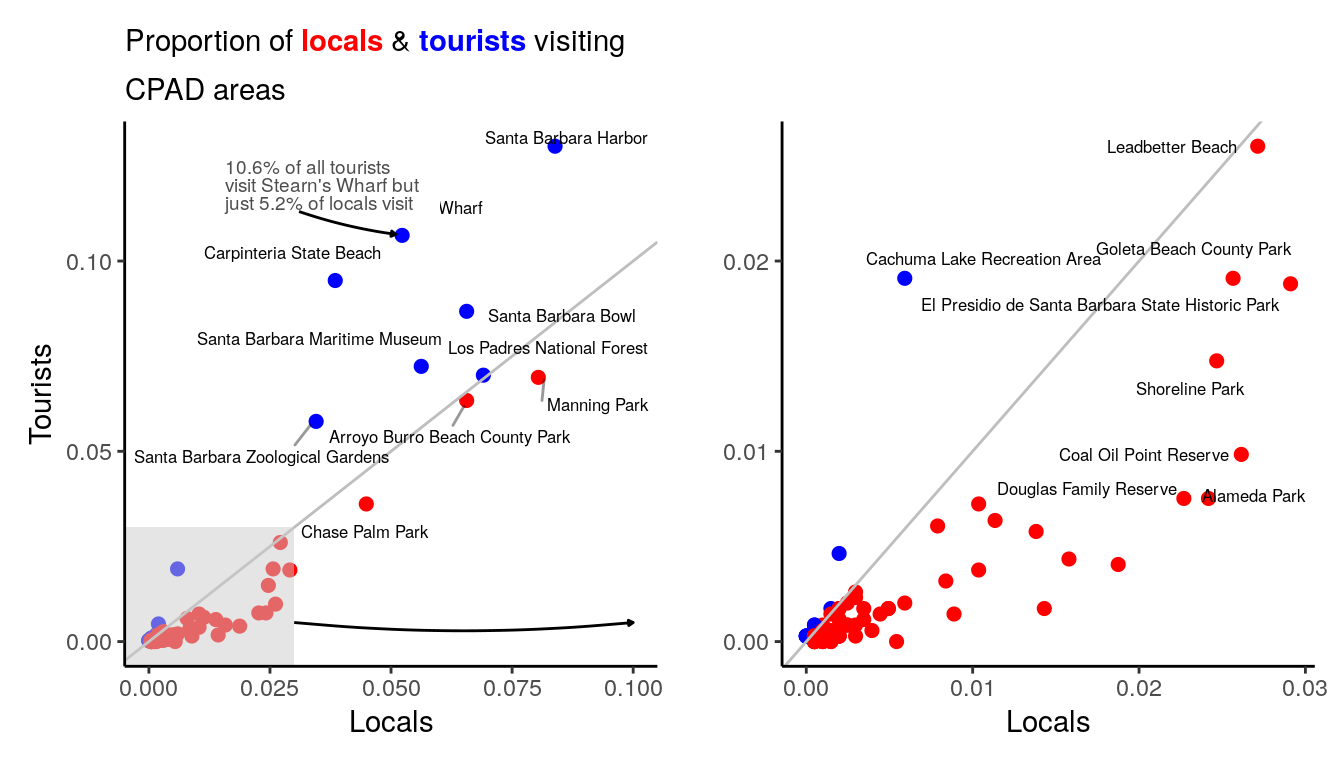 Proportion of locals & tourists visiting
CPAD areas
Tourists
0.10
0.05
0.00
Santa Barbara Harbor
10.6% of all tourists
visit Stearn's Wharf but
just 5.2% of locals visit
Wharf
Carpinteria State Beach
Santa Barbara Bowl
Santa Barbara Maritime Museum
Los Padres National Forest
Manning Park
Arroyo Burro Beach County Park
Santa Barbara Zoological Gardens
Chase Palm Park
0.000
0.025
0.050
0.075
0.100
Locals
0.02
0.01
0.00
Leadbetter Beach
Goleta Beach County Park
Cachuma Lake Recreation Area
El Presidio de Santa Barbara State Historic Park
Shoreline Park
Coal Oil Point Reserve
Douglas Family Reserve
Alameda Park
0.00
0.01
0.02
0.03
Locals